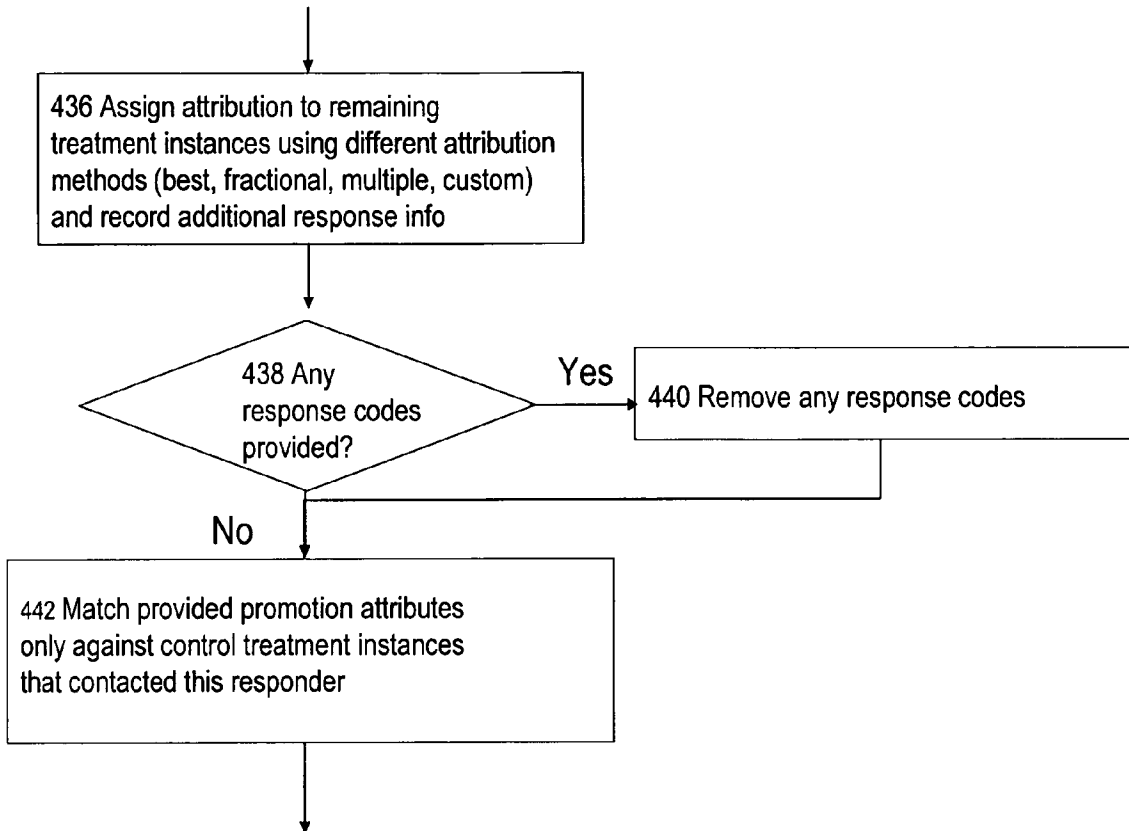 436 Assign attribution to remaining
treatment instances using different attribution
methods (best, fractional, multiple, custom)
and record additional response info
438 Any
response codes
provided?
Yes
440 Remove any response codes
No
442 Match provided promotion attributes
only against control treatment instances
that contacted this responder